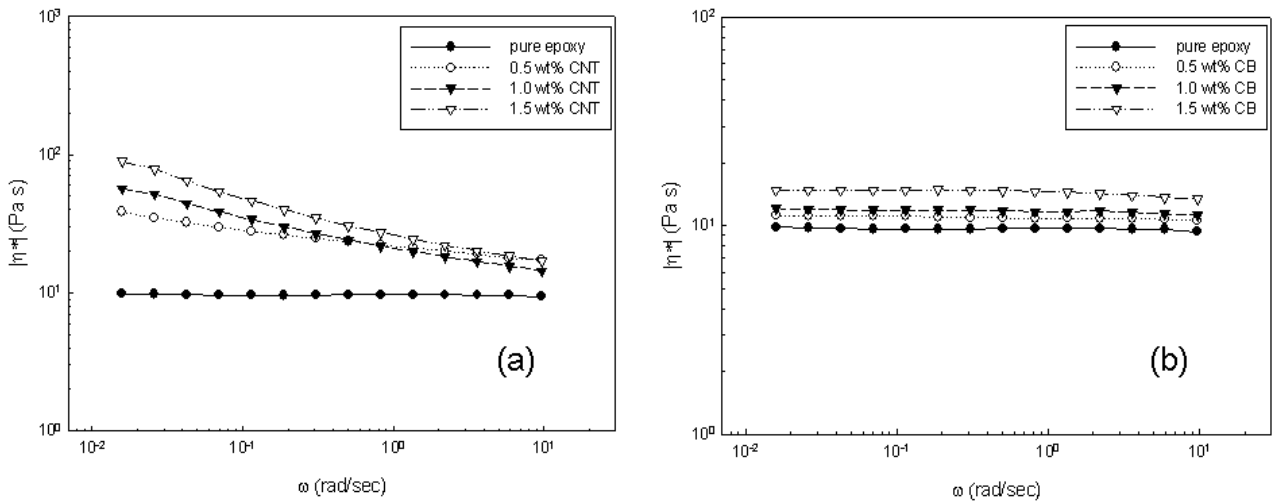 10³
10²
10¹
10⁰
|η*| (Pa s)
pure epoxy
0.5 wt% CNT
1.0 wt% CNT
1.5 wt% CNT
(a)
10⁻²
10⁻¹
10⁰
10¹
ω (rad/sec)
10²
10¹
10⁰
|η*| (Pa s)
pure epoxy
0.5 wt% CB
1.0 wt% CB
1.5 wt% CB
(b)
10⁻²
10⁻¹
10⁰
10¹
ω (rad/sec)